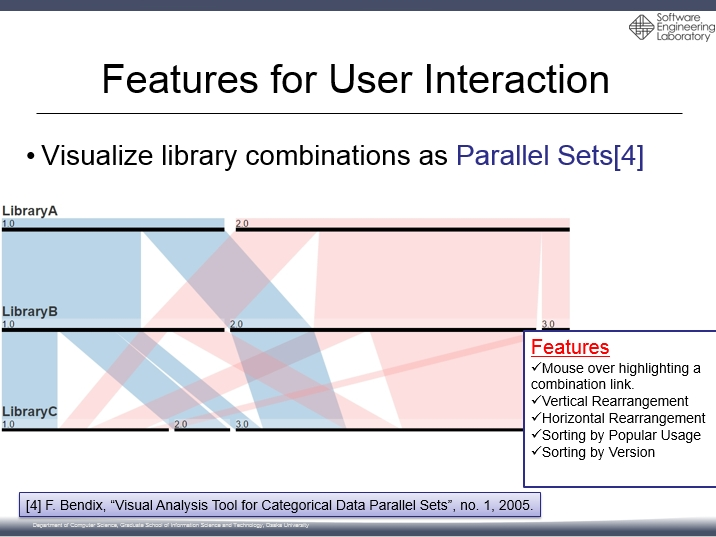 Software
Engineering
Laboratory
Features for User Interaction
• Visualize library combinations as Parallel Sets[4]
LibraryA
1.0 2.0
LibraryB
1.0 2.0 3.0
LibraryC
1.0 2.0 3.0
Features
✓Mouse over highlighting a
combination link.
✓Vertical Rearrangement
✓Horizontal Rearrangement
✓Sorting by Popular Usage
✓Sorting by Version
[4] F. Bendix, “Visual Analysis Tool for Categorical Data Parallel Sets”, no. 1, 2005.
Department of Computer Science, Graduate School of Information Science and Technology, Osaka University